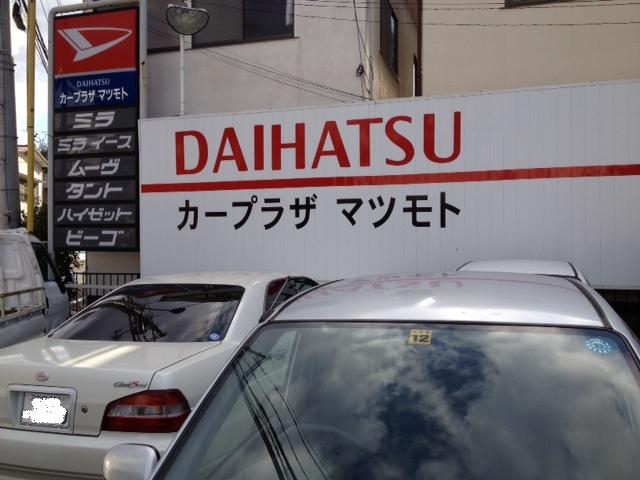 DAIHATSU
カープラザ マツモト
ミラ
ミライース
ムーヴ
タント
ハイゼット
ビーゴ
DAIHATSU
カープラザ マツモト
12